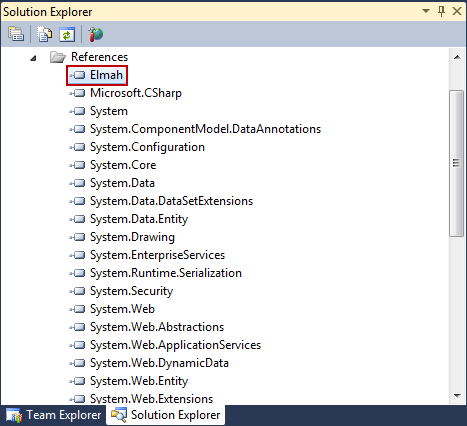 Solution Explorer
References
Elmah
Microsoft.CSharp
System
System.ComponentModel.DataAnnotations
System.Configuration
System.Core
System.Data
System.Data.DataSetExtensions
System.Data.Entity
System.Drawing
System.EnterpriseServices
System.Runtime.Serialization
System.Security
System.Web
System.Web.Abstractions
System.Web.ApplicationServices
System.Web.DynamicData
System.Web.Entity
System.Web.Extensions
Team Explorer Solution Explorer